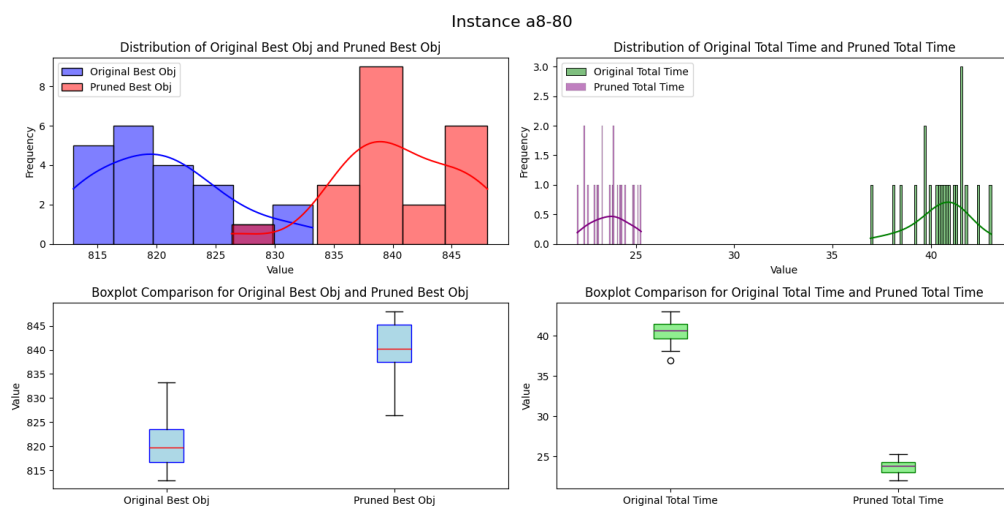 Instance a8-80
Distribution of Original Best Obj and Pruned Best Obj
Frequency
8
6
4
2
0
Original Best Obj
Pruned Best Obj
815
820
825
830
835
840
845
Value
Distribution of Original Total Time and Pruned Total Time
Frequency
3.0
2.5
2.0
1.5
1.0
0.5
0.0
Original Total Time
Pruned Total Time
25
30
35
40
Value
Boxplot Comparison for Original Best Obj and Pruned Best Obj
Value
845
840
835
830
825
820
815
Original Best Obj
Pruned Best Obj
Boxplot Comparison for Original Total Time and Pruned Total Time
Value
40
35
30
25
Original Total Time
Pruned Total Time